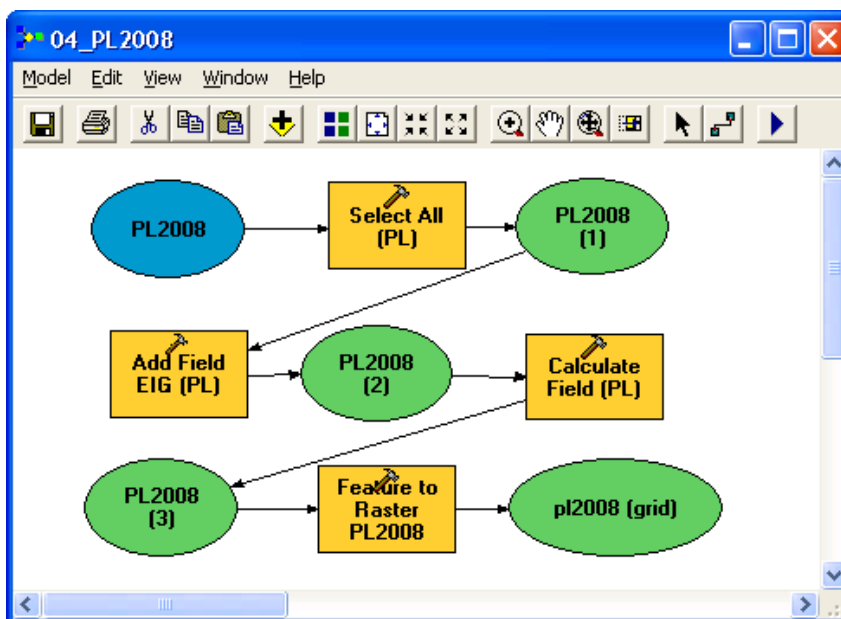 04_PL2008
Model Edit View Window Help
PL2008
Select All
(PL)
PL2008
(1)
Add Field
EIG (PL)
PL2008
(2)
Calculate
Field (PL)
PL2008
(3)
Feature to
Raster
PL2008
pl2008 (grid)